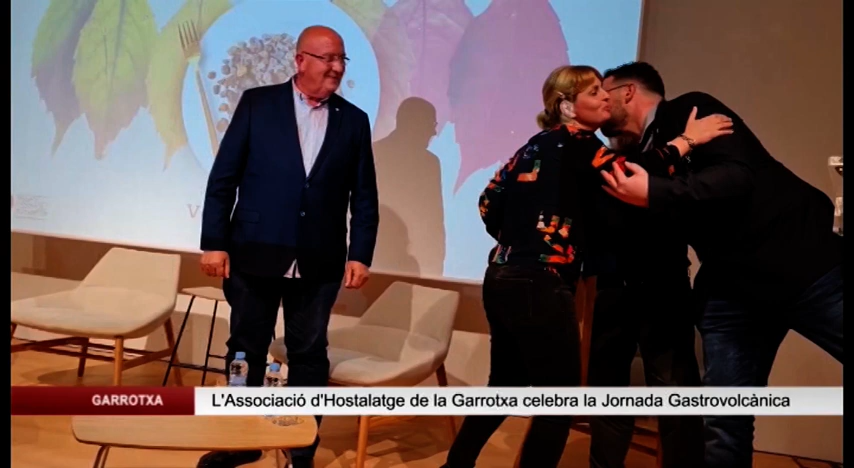 V
GARROTXA
L'Associació d'Hostalatge de la Garrotxa celebra la Jornada Gastrovolcànica